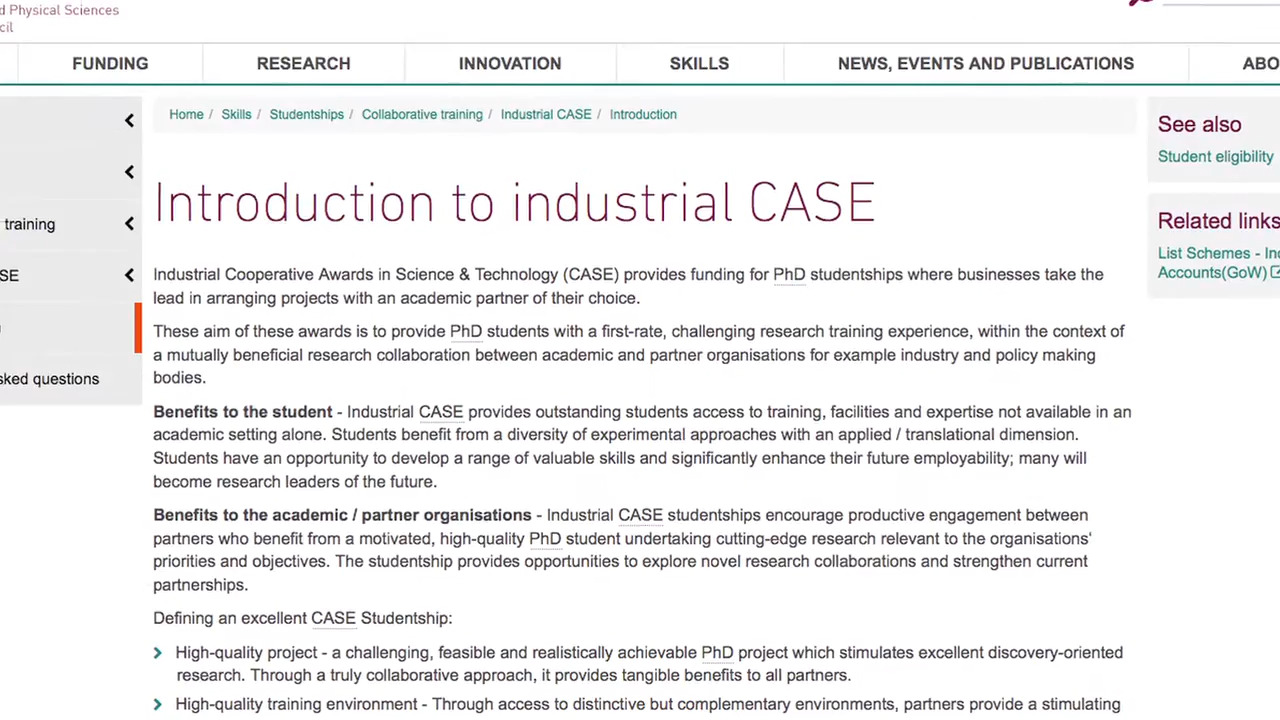 d Physical Sciences
cil
FUNDING RESEARCH INNOVATION SKILLS NEWS, EVENTS AND PUBLICATIONS ABO
training
SE
sked questions
Home / Skills / Studentships / Collaborative training / Industrial CASE / Introduction
Introduction to industrial CASE
Industrial Cooperative Awards in Science & Technology (CASE) provides funding for PhD studentships where businesses take the
lead in arranging projects with an academic partner of their choice.
These aim of these awards is to provide PhD students with a first-rate, challenging research training experience, within the context of
a mutually beneficial research collaboration between academic and partner organisations for example industry and policy making
bodies.
Benefits to the student - Industrial CASE provides outstanding students access to training, facilities and expertise not available in an
academic setting alone. Students benefit from a diversity of experimental approaches with an applied / translational dimension.
Students have an opportunity to develop a range of valuable skills and significantly enhance their future employability; many will
become research leaders of the future.
Benefits to the academic / partner organisations - Industrial CASE studentships encourage productive engagement between
partners who benefit from a motivated, high-quality PhD student undertaking cutting-edge research relevant to the organisations'
priorities and objectives. The studentship provides opportunities to explore novel research collaborations and strengthen current
partnerships.
Defining an excellent CASE Studentship:
High-quality project - a challenging, feasible and realistically achievable PhD project which stimulates excellent discovery-oriented
research. Through a truly collaborative approach, it provides tangible benefits to all partners.
High-quality training environment - Through access to distinctive but complementary environments, partners provide a stimulating
See also
Student eligibility
Related links
List Schemes - In
Accounts(GoW)